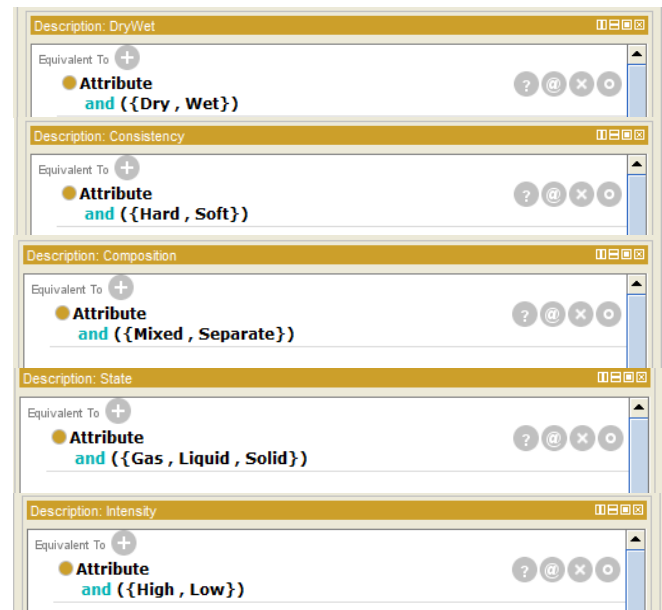 Description: DryWet
Equivalent To
Attribute
and ({Dry , Wet})
Description: Consistency
Equivalent To
Attribute
and ({Hard , Soft})
Description: Composition
Equivalent To
Attribute
and ({Mixed , Separate})
Description: State
Equivalent To
Attribute
and ({Gas , Liquid , Solid})
Description: Intensity
Equivalent To
Attribute
and ({High , Low})